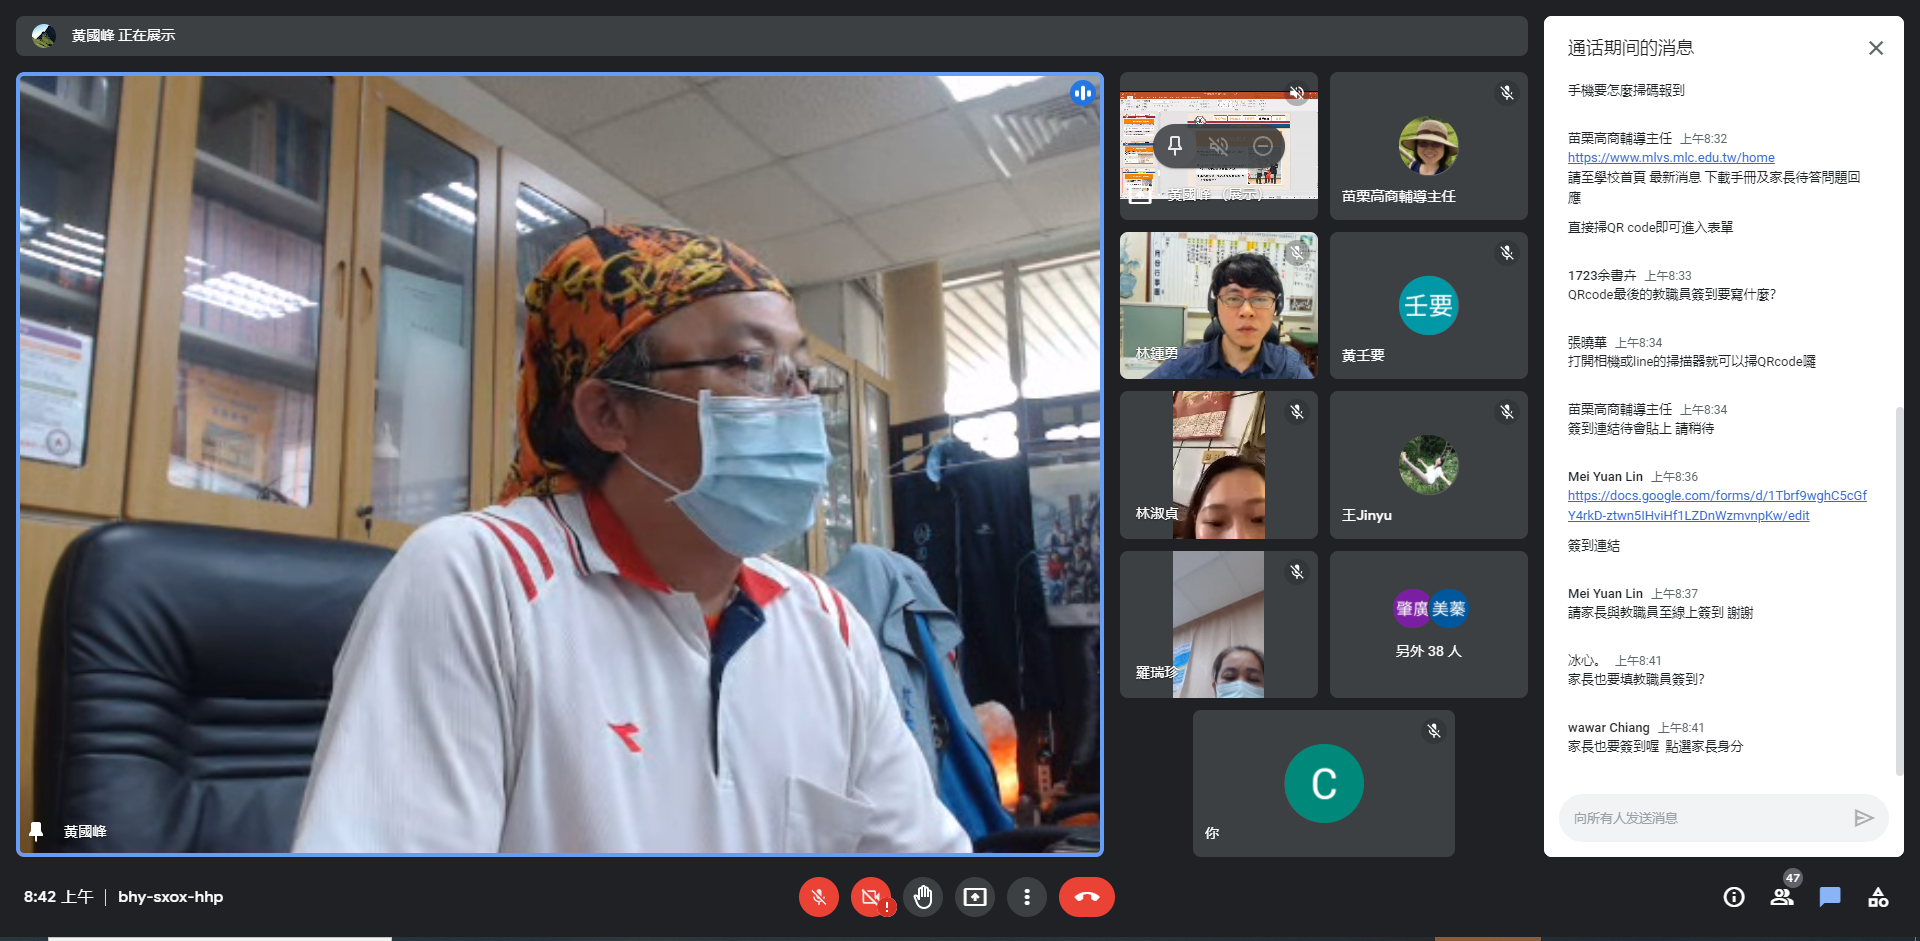 黃國峰 正在展示
黃國峰
黃國峰 （展示）
苗栗高商輔導主任
林鍾勇
壬要
黃壬要
林淑貞
王Jinyu
羅瑞珍
肇廣
美蓁
另外 38 人
C
你
通话期间的消息
手機要怎麼掃碼報到
苗栗高商輔導主任 上午8:32
https://www.mlvs.mlc.edu.tw/home
請至學校首頁 最新消息 下載手冊及家長待答問題回
應
直接掃QR code即可進入表單
1723余書卉 上午8:33
QRcode最後的教職員簽到要寫什麼?
張曉華 上午8:34
打開相機或line的掃描器就可以掃QRcode囉
苗栗高商輔導主任 上午8:34
簽到連結待會貼上 請稍待
Mei Yuan Lin 上午8:36
https://docs.google.com/forms/d/1Tbrf9wghC5cGf
Y4rkD-ztwn5IHviHf1LZDnWzmvnpKw/edit
簽到連結
Mei Yuan Lin 上午8:37
請家長與教職員至線上簽到 謝謝
冰心。 上午8:41
家長也要填教職員簽到?
wawar Chiang 上午8:41
家長也要簽到喔 點選家長身分
向所有人发送消息
8:42 上午 | bhy-sxox-hhp
47